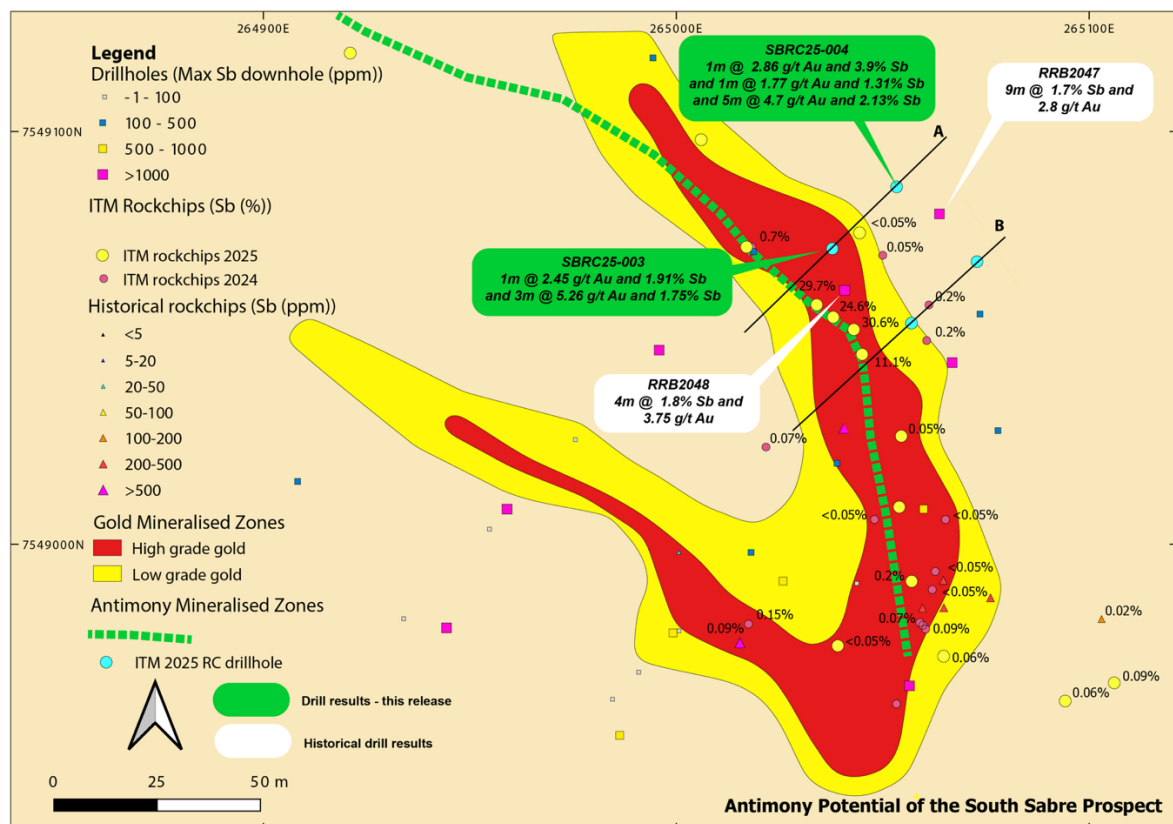 264900E
265000E
265100E
7549100N
7549000N
Legend
Drillholes (Max Sb downhole (ppm))
-1 - 100
100 - 500
500 - 1000
>1000
ITM Rockchips (Sb (%))
ITM rockchips 2025
ITM rockchips 2024
Historical rockchips (Sb (ppm))
<5
5-20
20-50
50-100
100-200
200-500
>500
Gold Mineralised Zones
High grade gold
Low grade gold
Antimony Mineralised Zones
ITM 2025 RC drillhole
Drill results - this release
Historical drill results
0 25 50 m
SBRC25-004
1m @ 2.86 g/t Au and 3.9% Sb
and 1m @ 1.77 g/t Au and 1.31% Sb
and 5m @ 4.7 g/t Au and 2.13% Sb
RRB2047
9m @ 1.7% Sb and
2.8 g/t Au
A
B
SBRC25-003
1m @ 2.45 g/t Au and 1.91% Sb
and 3m @ 5.26 g/t Au and 1.75% Sb
RRB2048
4m @ 1.8% Sb and
3.75 g/t Au
<0.05%
0.7%
0.05%
29.7%
24.6%
0.2%
30.6%
0.2%
11.1%
0.05%
0.07%
<0.05%
<0.05%
<0.05%
0.2%
<0.05%
0.15%
0.07%
0.02%
0.09%
0.09%
<0.05%
0.06%
0.09%
0.06%
Antimony Potential of the South Sabre Prospect